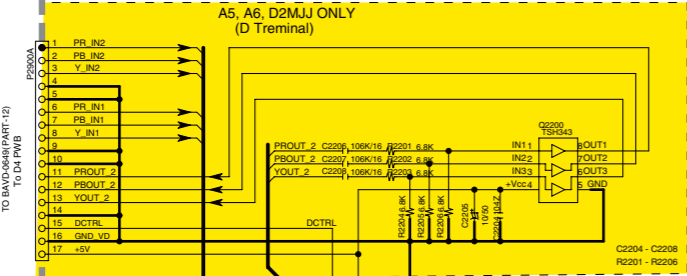 A5, A6, D2MJJ ONLY
(D Treminal)
P2900A
TO BAVD-0649(PART-12)
To D4 PWB
1 PR_IN2
2 PB_IN2
3 Y_IN2
4
5
6 PR_IN1
7 PB_IN1
8 Y_IN1
9
10
11 PROUT_2
12 PBOUT_2
13 YOUT_2
14
15 DCTRL
16 GND_VD
17 +5V
DCTRL
PROUT_2 C2206 106K/16 R2201 6.8K
PBOUT_2 C2207 106K/16 R2202 6.8K
YOUT_2 C2208 106K/16 R2203 6.8K
Q2200
TSH343
IN1 1 8 OUT1
IN2 2 7 OUT2
IN3 3 6 OUT3
+Vcc 4 5 GND
R2204 6.8K
R2205 6.8K
R2206 6.8K
C2205
10/50
C2204 104Z
C2204 - C2208
R2201 - R2206